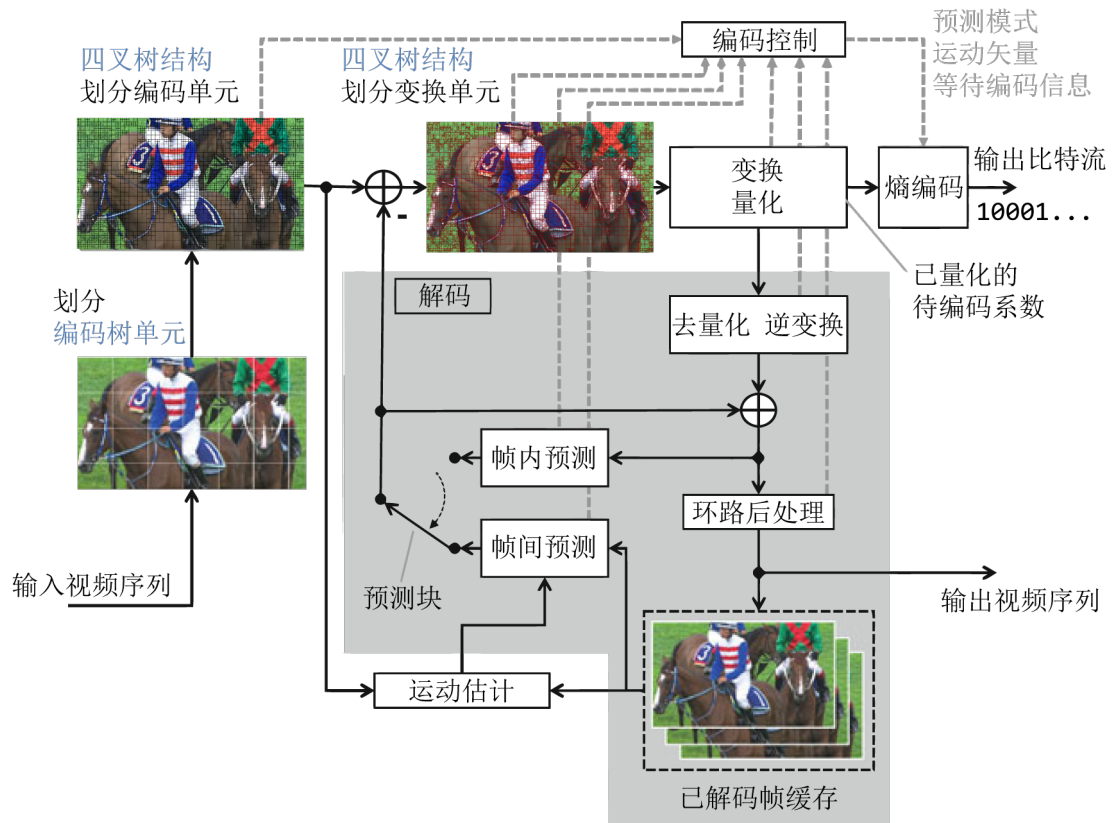 四叉树结构
划分编码单元
四叉树结构
划分变换单元
编码控制
预测模式
运动矢量
等待编码信息
变换
量化
熵编码
输出比特流
10001...
-
已量化的
待编码系数
解码
划分
编码树单元
去量化 逆变换
帧内预测
环路后处理
帧间预测
预测块
输入视频序列
输出视频序列
运动估计
已解码帧缓存